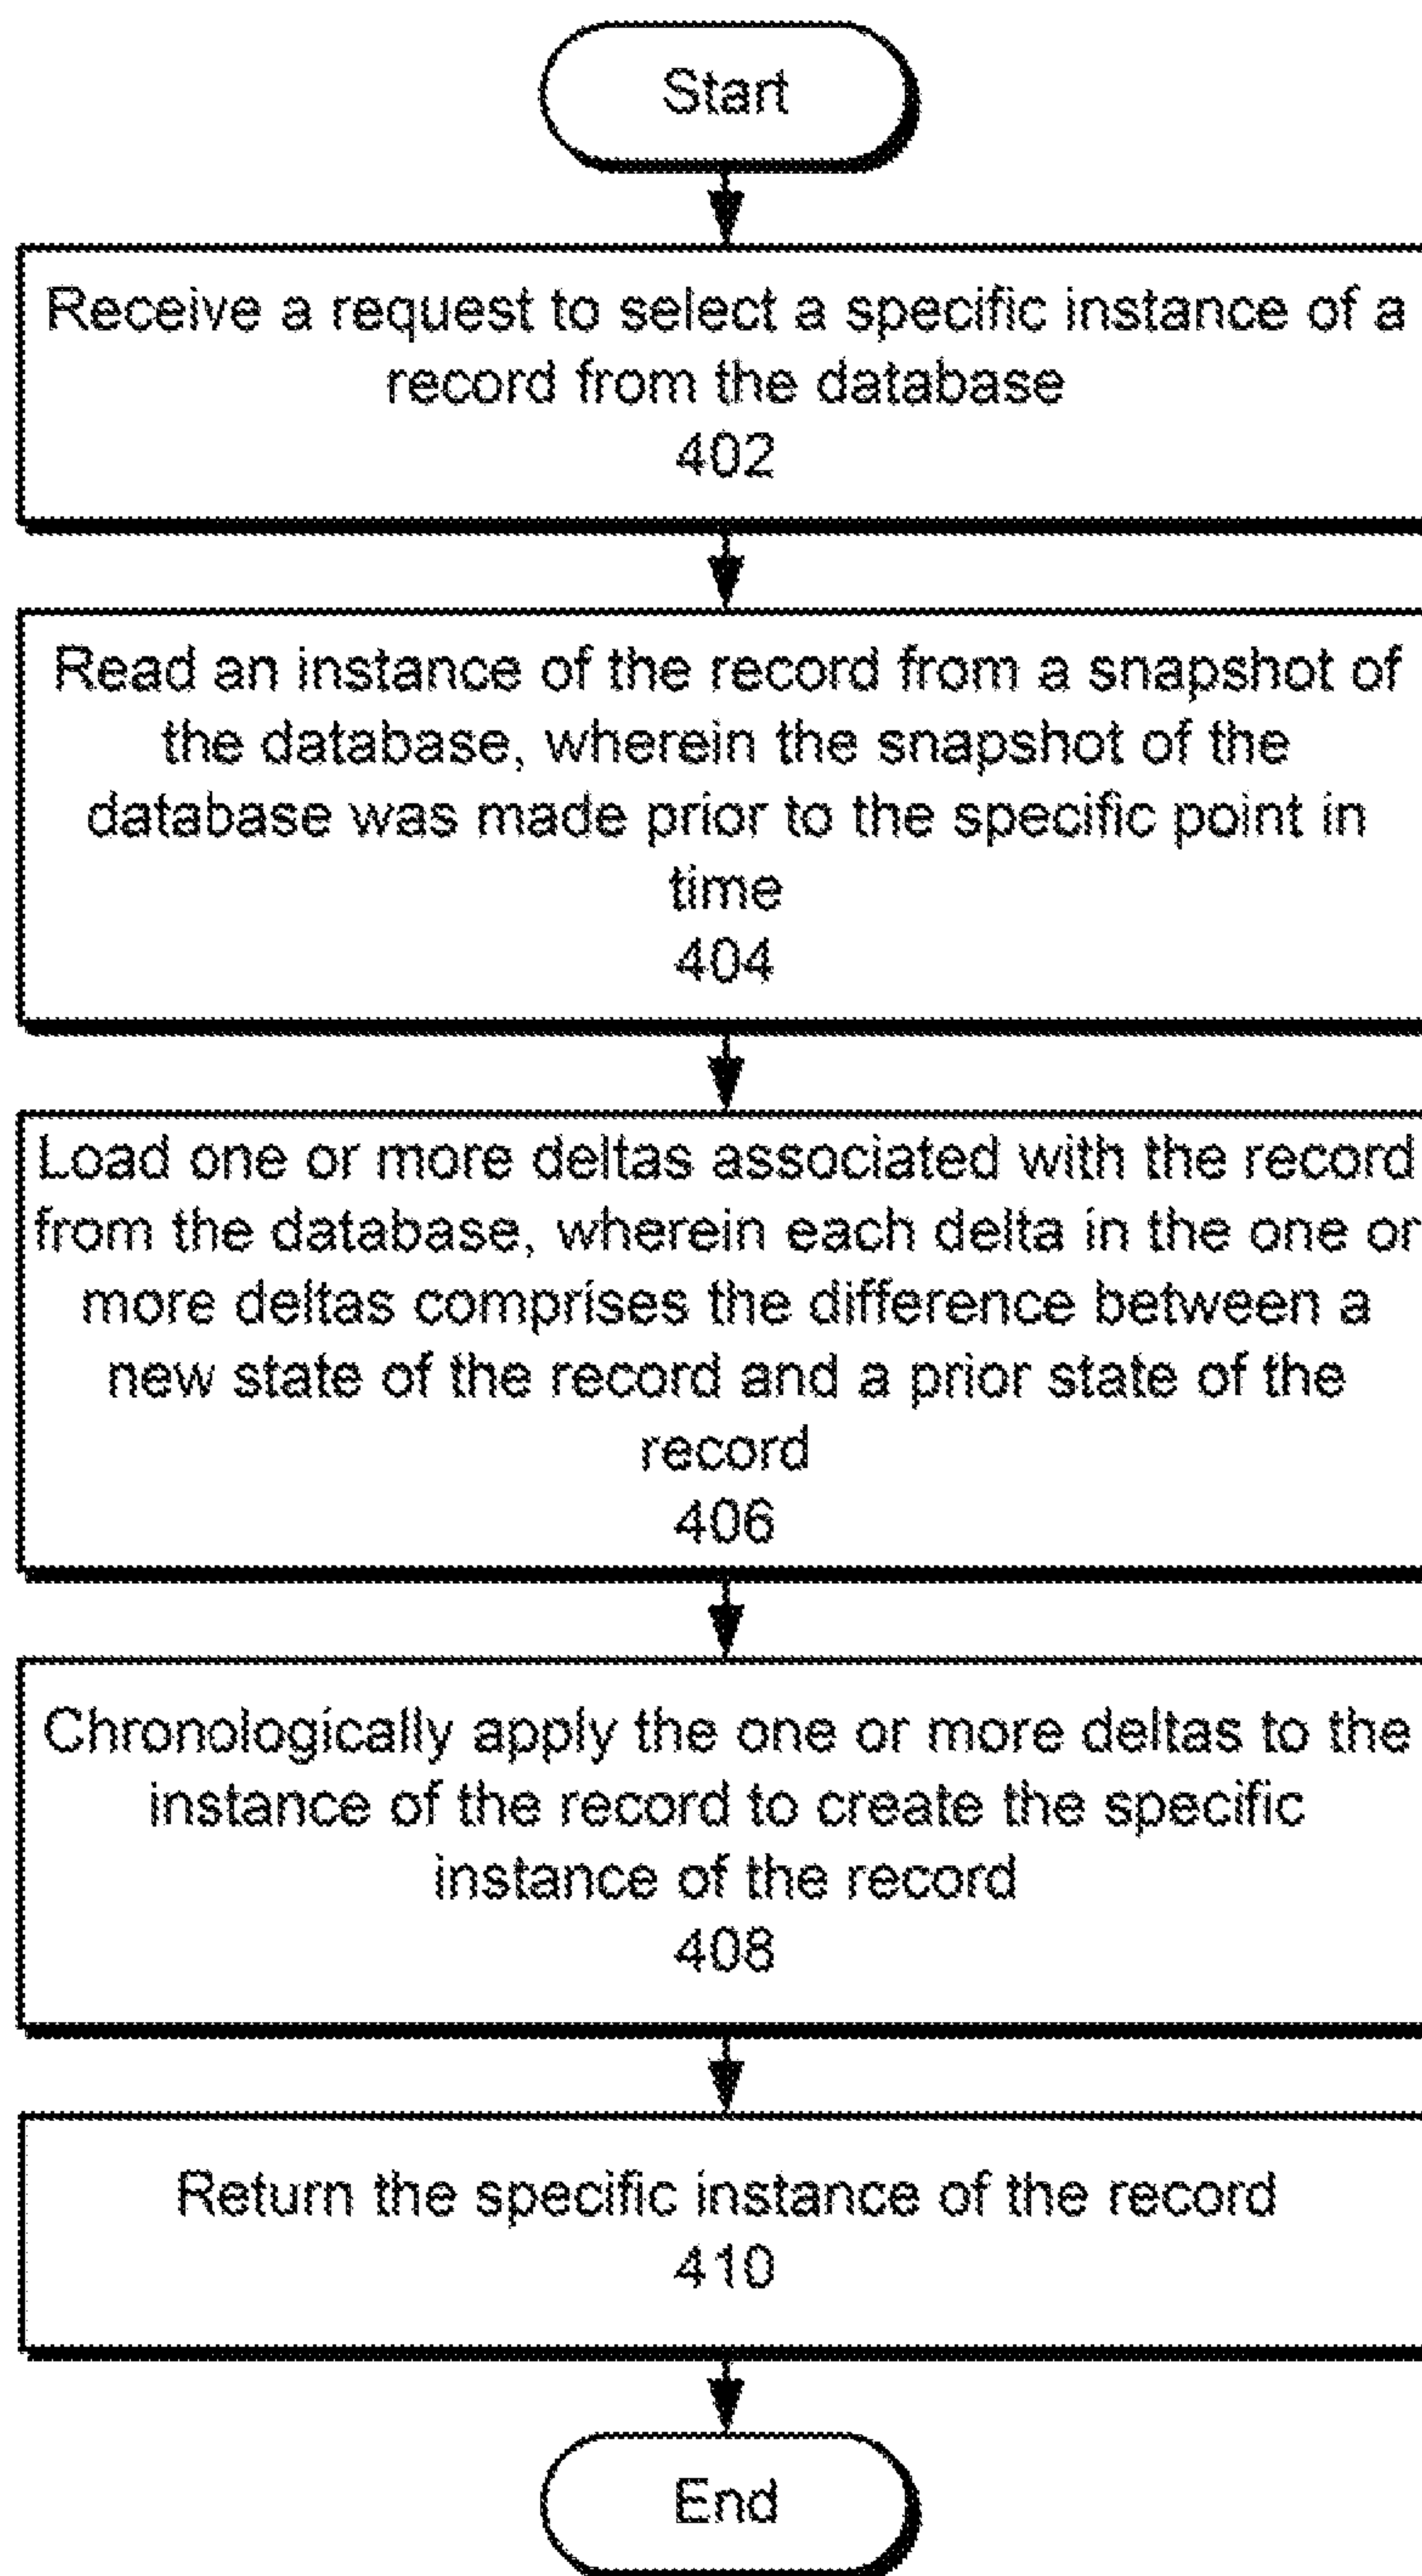 Start
Receive a request to select a specific instance of a
record from the database
402
Read an instance of the record from a snapshot of
the database, wherein the snapshot of the
database was made prior to the specific point in
time
404
Load one or more deltas associated with the record
from the database, wherein each delta in the one or
more deltas comprises the difference between a
new state of the record and a prior state of the
record
406
Chronologically apply the one or more deltas to the
instance of the record to create the specific
instance of the record
408
Return the specific instance of the record
410
End